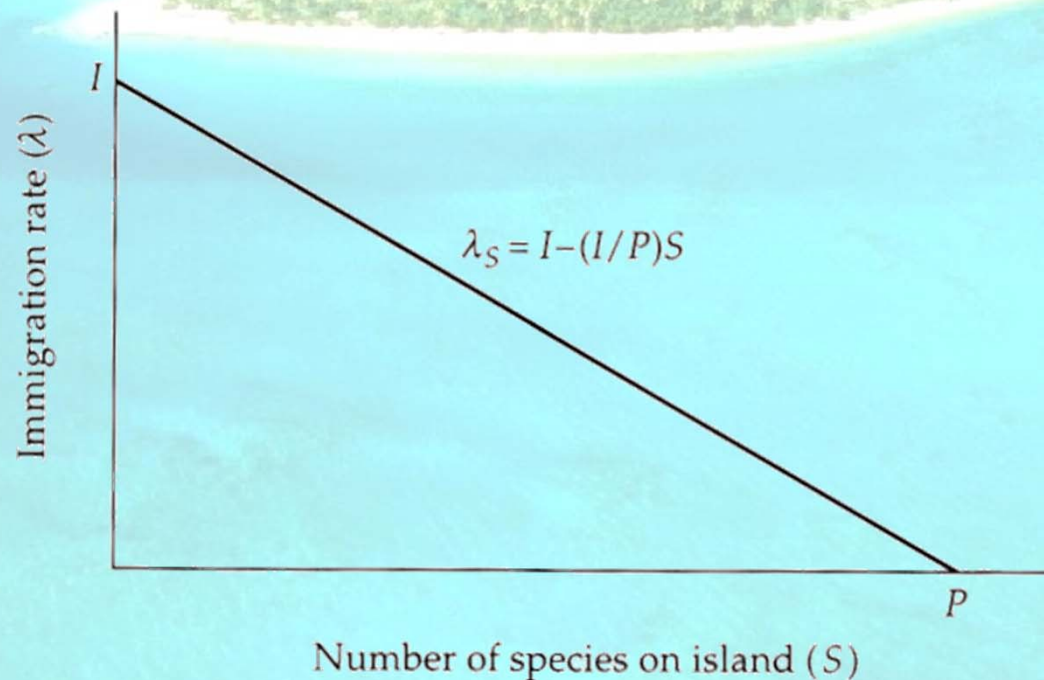 I
Immigration rate (λ)
λS = I–(I/P)S
P
Number of species on island (S)